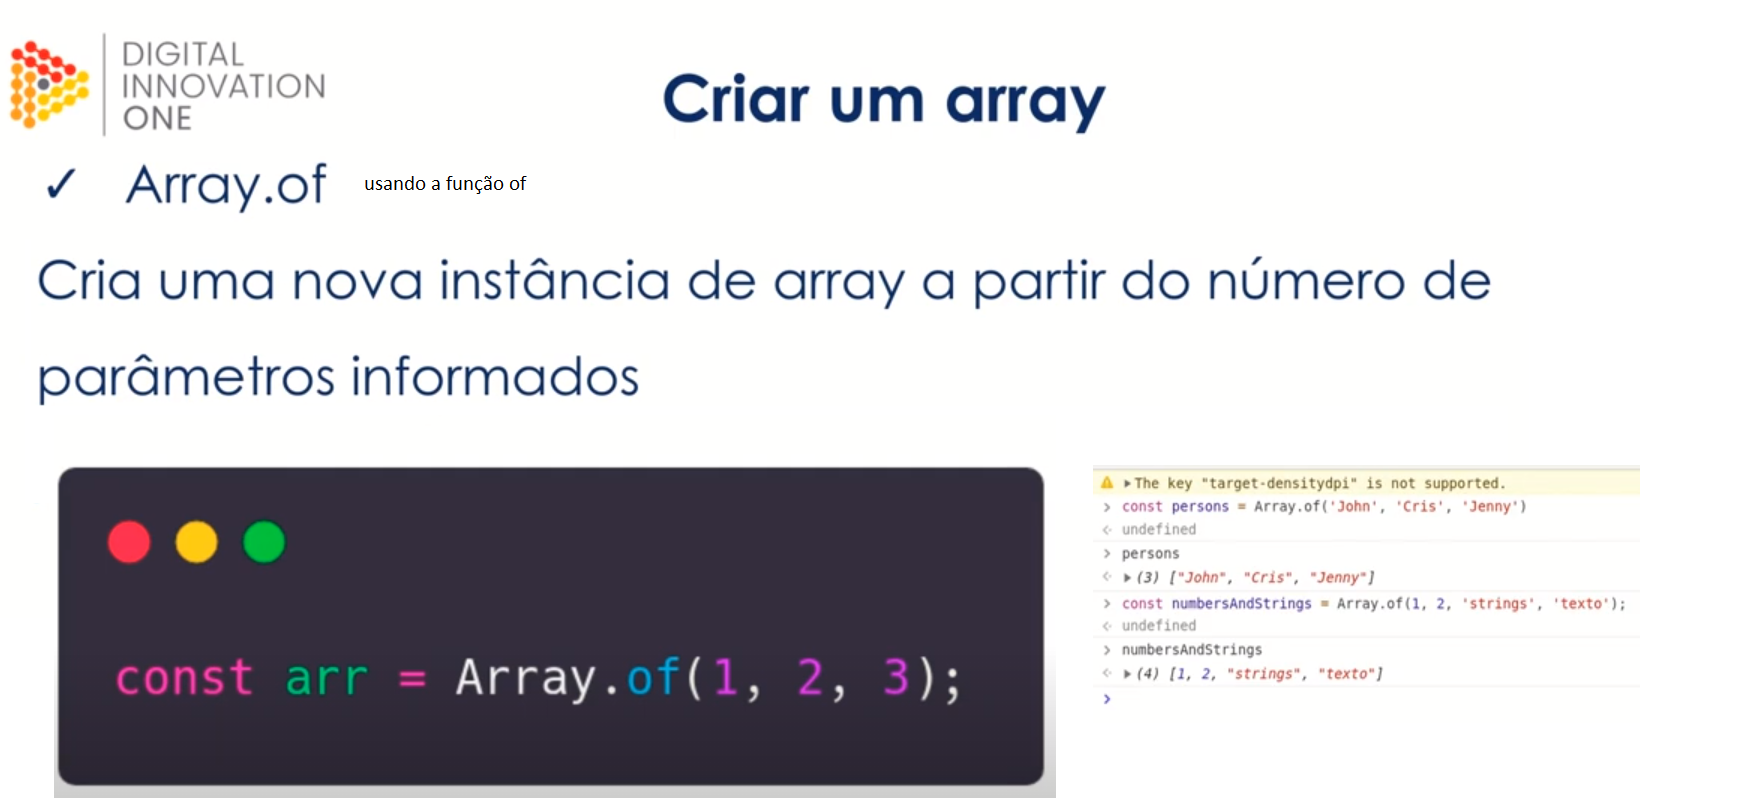 DIGITAL
INNOVATION
ONE
Criar um array
✓ Array.of usando a função of
Cria uma nova instância de array a partir do número de
parâmetros informados
const arr = Array.of(1, 2, 3);
The key "target-densitydpi" is not supported.
> const persons = Array.of('John', 'Cris', 'Jenny')
undefined
> persons
(3) ["John", "Cris", "Jenny"]
> const numbersAndStrings = Array.of(1, 2, 'strings', 'texto');
undefined
> numbersAndStrings
(4) [1, 2, "strings", "texto"]
>